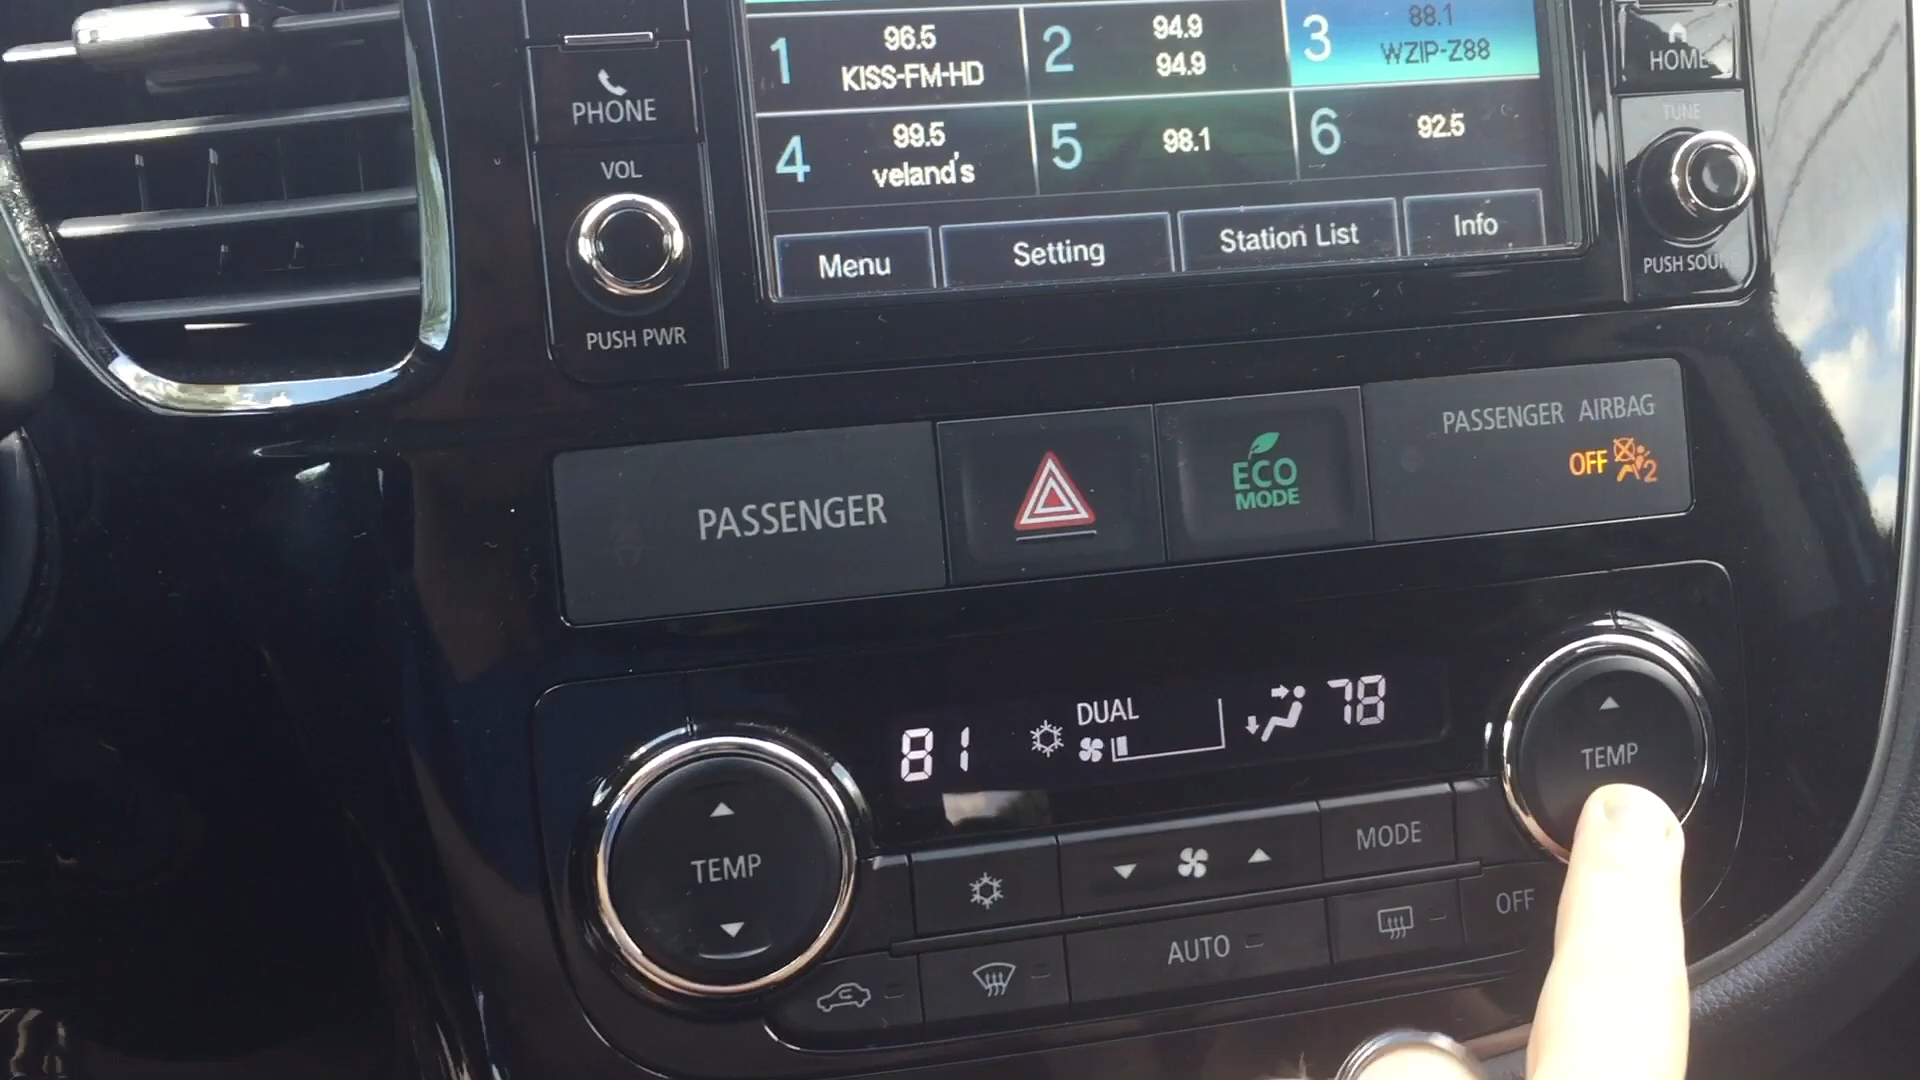 1 96.5 KISS-FM-HD
2 94.9 94.9
3 88.1 WZIP-Z88
4 99.5 veland's
5 98.1
6 92.5
Menu Setting Station List Info
PHONE
VOL
PUSH PWR
HOME
TUNE
PUSH SOUN
PASSENGER
ECO
MODE
PASSENGER AIRBAG
OFF 2
81 DUAL 78
TEMP
TEMP
MODE
AUTO
OFF